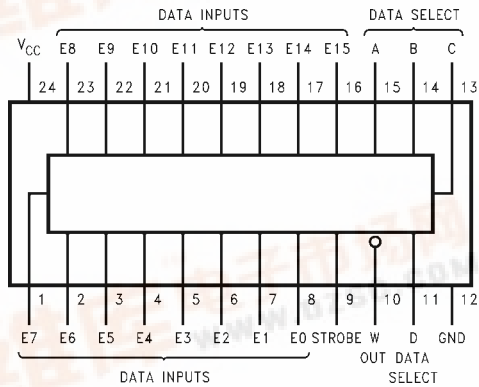 DATA INPUTS DATA SELECT
VCC E8 E9 E10 E11 E12 E13 E14 E15 A B C
24 23 22 21 20 19 18 17 16 15 14 13
1 2 3 4 5 6 7 8 9 10 11 12
E7 E6 E5 E4 E3 E2 E1 E0 STROBE W D GND
OUT DATA
DATA INPUTS SELECT